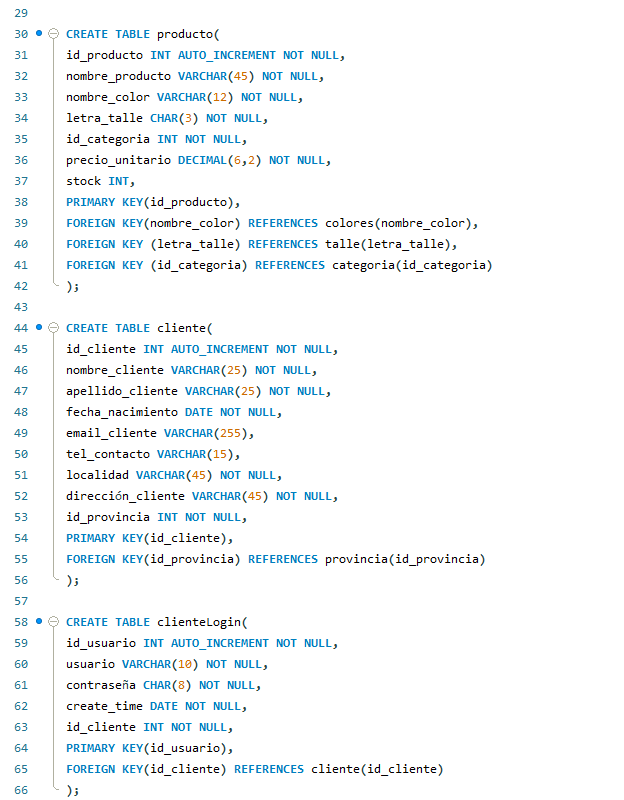 29
30 CREATE TABLE producto(
31 id_producto INT AUTO_INCREMENT NOT NULL,
32 nombre_producto VARCHAR(45) NOT NULL,
33 nombre_color VARCHAR(12) NOT NULL,
34 letra_talle CHAR(3) NOT NULL,
35 id_categoria INT NOT NULL,
36 precio_unitario DECIMAL(6,2) NOT NULL,
37 stock INT,
38 PRIMARY KEY(id_producto),
39 FOREIGN KEY(nombre_color) REFERENCES colores(nombre_color),
40 FOREIGN KEY (letra_talle) REFERENCES talle(letra_talle),
41 FOREIGN KEY (id_categoria) REFERENCES categoria(id_categoria)
42 );
43
44 CREATE TABLE cliente(
45 id_cliente INT AUTO_INCREMENT NOT NULL,
46 nombre_cliente VARCHAR(25) NOT NULL,
47 apellido_cliente VARCHAR(25) NOT NULL,
48 fecha_nacimiento DATE NOT NULL,
49 email_cliente VARCHAR(255),
50 tel_contacto VARCHAR(15),
51 localidad VARCHAR(45) NOT NULL,
52 dirección_cliente VARCHAR(45) NOT NULL,
53 id_provincia INT NOT NULL,
54 PRIMARY KEY(id_cliente),
55 FOREIGN KEY(id_provincia) REFERENCES provincia(id_provincia)
56 );
57
58 CREATE TABLE clienteLogin(
59 id_usuario INT AUTO_INCREMENT NOT NULL,
60 usuario VARCHAR(10) NOT NULL,
61 contraseña CHAR(8) NOT NULL,
62 create_time DATE NOT NULL,
63 id_cliente INT NOT NULL,
64 PRIMARY KEY(id_usuario),
65 FOREIGN KEY(id_cliente) REFERENCES cliente(id_cliente)
66 );